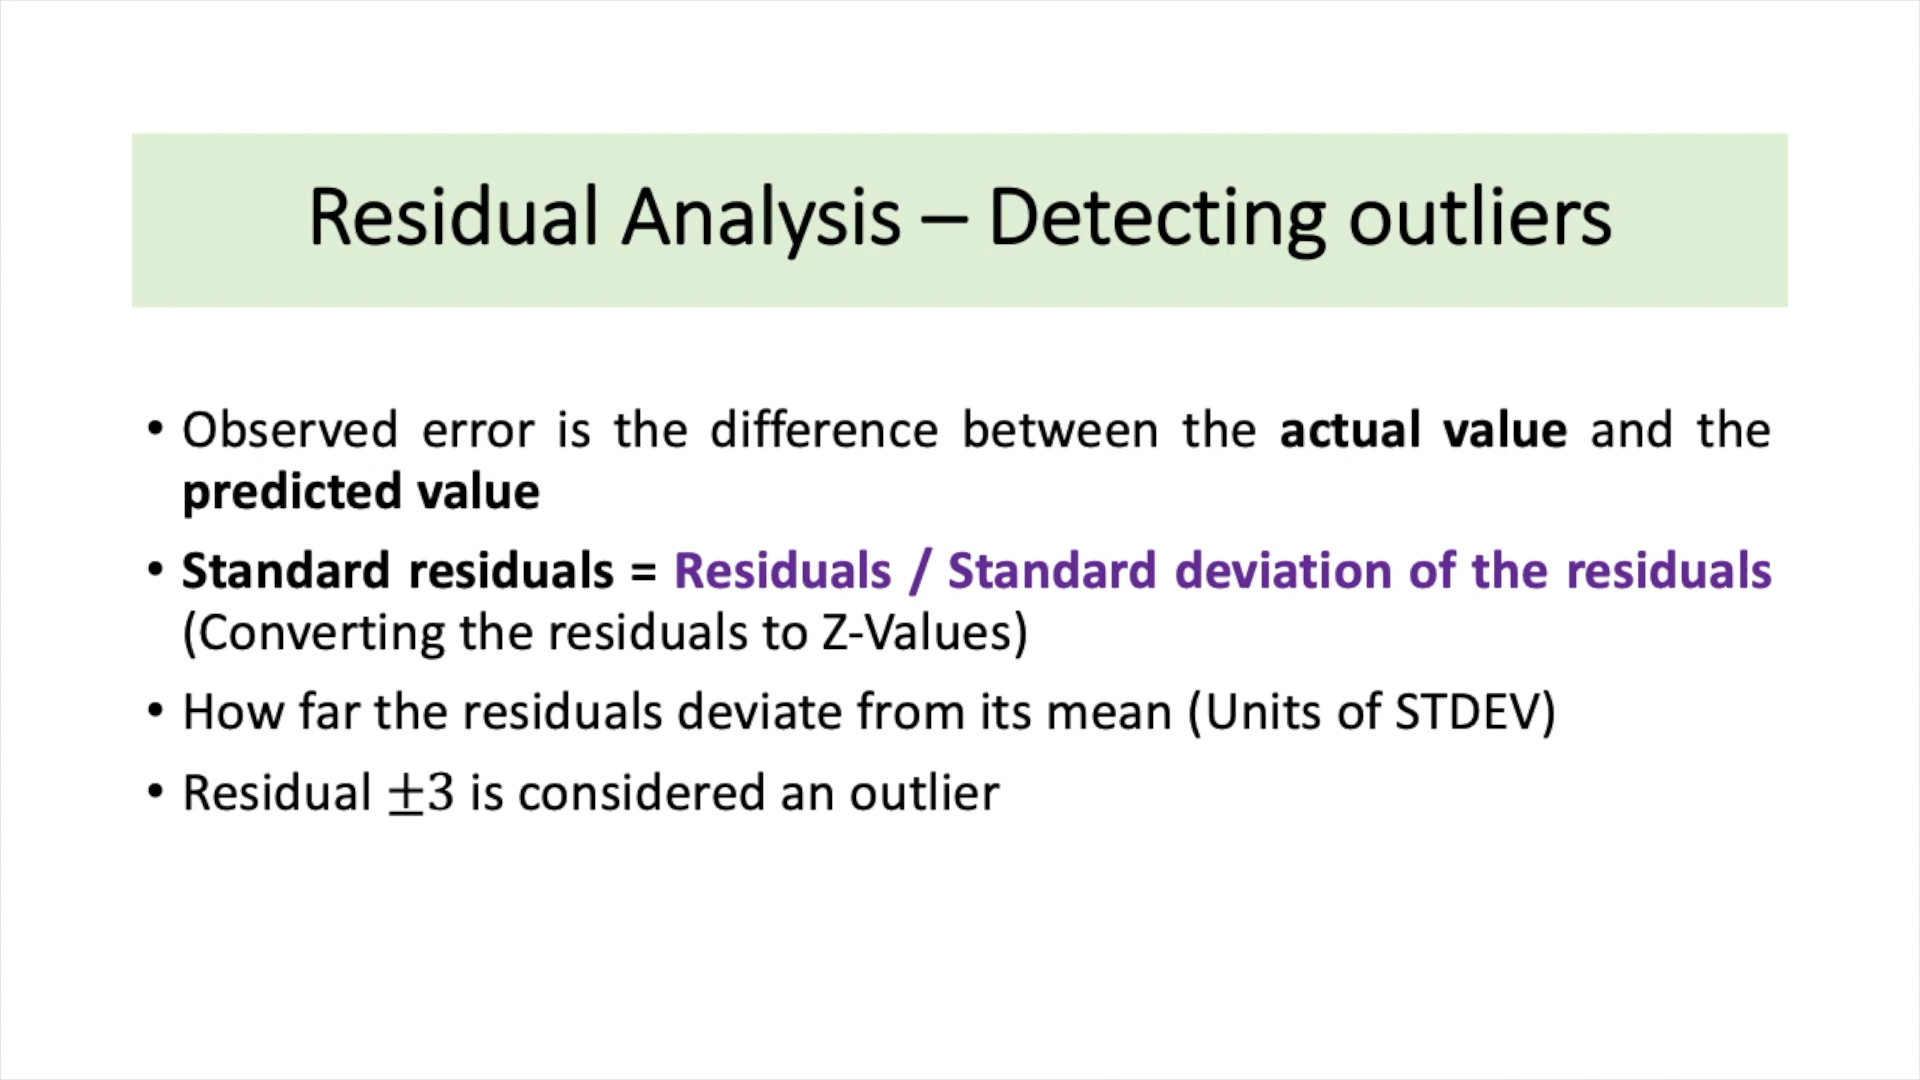 Residual Analysis – Detecting outliers
• Observed error is the difference between the actual value and the
predicted value
• Standard residuals = Residuals / Standard deviation of the residuals
(Converting the residuals to Z-Values)
• How far the residuals deviate from its mean (Units of STDEV)
• Residual ±3 is considered an outlier